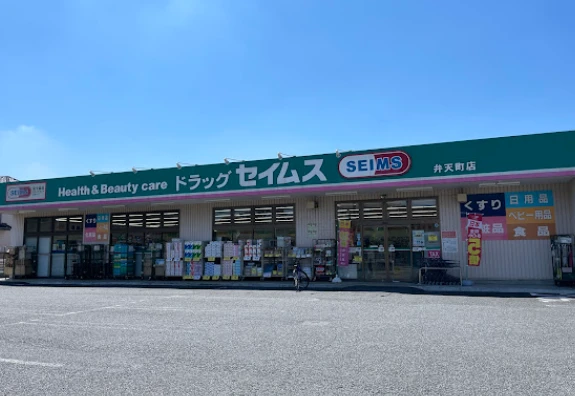 Health & Beauty care ドラッグ セイムス SEIMS 弁天町店
くすり 日用品
化粧品 ベビー用品
食品